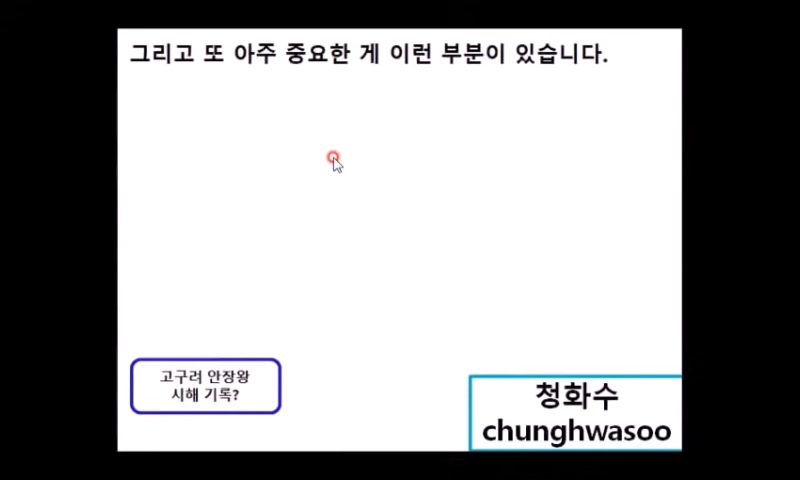 그리고 또 아주 중요한 게 이런 부분이 있습니다.
고구려 안장왕
시해 기록?
청화수
chunghwasoo